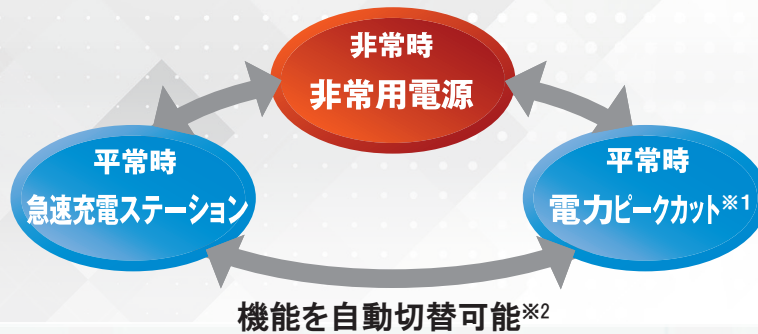 非常時
非常用電源
平常時
急速充電ステーション
平常時
電力ピークカット※1
機能を自動切替可能※2